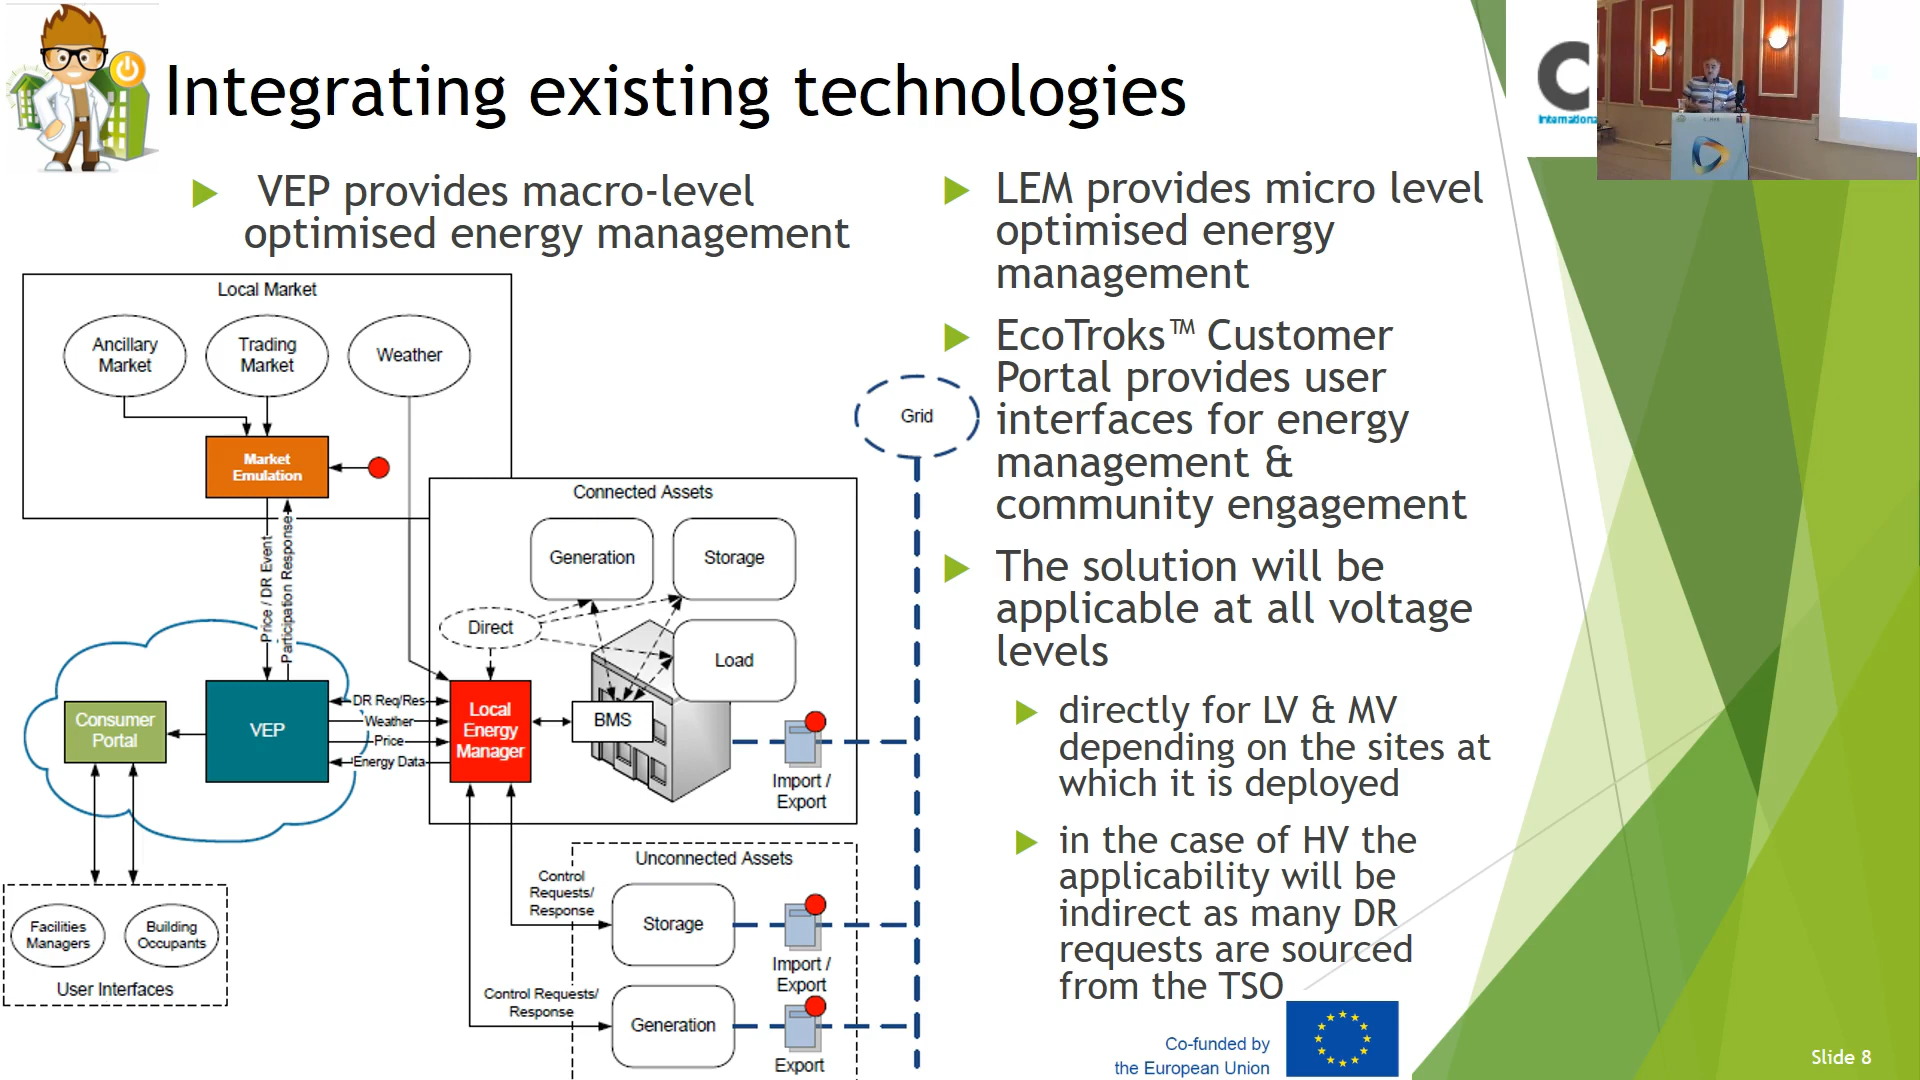 Integrating existing technologies
VEP provides macro-level
optimised energy management
Local Market
Ancillary
Market
Trading
Market
Weather
Market
Emulation
Price / DR Event
Participation Response
Consumer
Portal
VEP
DR Req/Res
Weather
Price
Energy Data
Local
Energy
Manager
Connected Assets
Generation
Storage
Direct
Load
BMS
Import /
Export
Grid
Facilities
Managers
Building
Occupants
User Interfaces
Unconnected Assets
Control
Requests/
Response
Storage
Import /
Export
Control Requests/
Response
Generation
Export
LEM provides micro level
optimised energy
management
EcoTroks™ Customer
Portal provides user
interfaces for energy
management &
community engagement
The solution will be
applicable at all voltage
levels
directly for LV & MV
depending on the sites at
which it is deployed
in the case of HV the
applicability will be
indirect as many DR
requests are sourced
from the TSO
Co-funded by
the European Union
Slide 8
C
Internationa